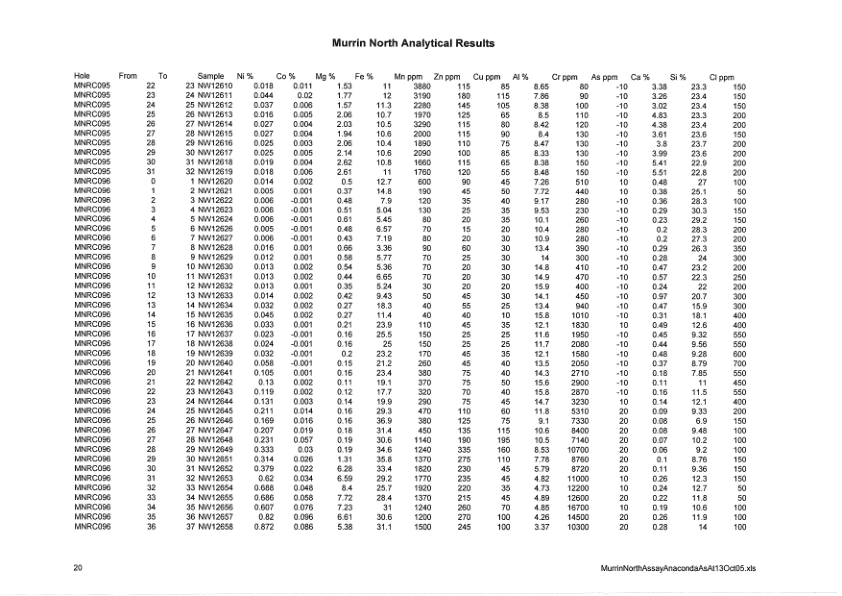 Murrin North Analytical Results
Hole From To Sample Ni % Co % Mg % Fe % Mn ppm Zn ppm Cu ppm Al % Cr ppm As ppm Ca % Si % Cl ppm
MNRC095 22 23 NW12610 0.018 0.011 1.53 11 3880 115 85 8.65 80 -10 3.38 23.3 150
MNRC095 23 24 NW12611 0.044 0.02 1.77 12 3190 180 115 7.86 90 -10 3.26 23.4 150
MNRC095 24 25 NW12612 0.037 0.006 1.57 11.3 2280 145 105 8.38 100 -10 3.02 23.4 150
MNRC095 25 26 NW12613 0.016 0.005 2.06 10.7 1970 125 65 8.5 110 -10 4.83 23.3 200
MNRC095 26 27 NW12614 0.027 0.004 2.03 10.5 3290 115 80 8.42 120 -10 4.38 23.4 200
MNRC095 27 28 NW12615 0.027 0.004 1.94 10.6 2000 115 90 8.4 130 -10 3.61 23.6 150
MNRC095 28 29 NW12616 0.025 0.003 2.06 10.4 1890 110 75 8.47 130 -10 3.8 23.7 200
MNRC095 29 30 NW12617 0.025 0.005 2.14 10.6 2090 100 85 8.33 130 -10 3.99 23.6 200
MNRC095 30 31 NW12618 0.019 0.004 2.62 10.8 1660 115 65 8.38 150 -10 5.41 22.9 200
MNRC095 31 32 NW12619 0.018 0.006 2.61 11 1760 120 55 8.48 150 -10 5.51 22.8 200
MNRC096 0 1 NW12620 0.014 0.002 0.5 12.7 600 90 45 7.26 510 10 0.48 27 100
MNRC096 1 2 NW12621 0.005 0.001 0.37 14.8 190 45 50 7.72 440 10 0.38 25.1 50
MNRC096 2 3 NW12622 0.006 -0.001 0.48 7.9 120 35 40 9.17 280 -10 0.36 28.3 100
MNRC096 3 4 NW12623 0.006 -0.001 0.51 5.04 130 25 35 9.53 230 -10 0.29 30.3 150
MNRC096 4 5 NW12624 0.006 -0.001 0.61 5.45 80 20 35 10.1 260 -10 0.23 29.2 150
MNRC096 5 6 NW12626 0.005 -0.001 0.48 6.57 70 15 20 10.4 280 -10 0.2 28.3 200
MNRC096 6 7 NW12627 0.006 -0.001 0.43 7.19 80 20 30 10.9 280 -10 0.2 27.3 200
MNRC096 7 8 NW12628 0.016 0.001 0.66 3.36 90 60 30 13.4 390 -10 0.29 26.3 350
MNRC096 8 9 NW12629 0.012 0.001 0.58 5.77 70 25 30 14 300 -10 0.28 24 300
MNRC096 9 10 NW12630 0.013 0.002 0.54 5.36 70 20 30 14.8 410 -10 0.47 23.2 200
MNRC096 10 11 NW12631 0.013 0.002 0.44 6.65 70 20 30 14.9 470 -10 0.57 22.3 250
MNRC096 11 12 NW12632 0.013 0.001 0.35 5.24 30 20 20 15.9 400 -10 0.24 22 200
MNRC096 12 13 NW12633 0.014 0.002 0.42 9.43 50 45 30 14.1 450 -10 0.97 20.7 300
MNRC096 13 14 NW12634 0.032 0.002 0.27 18.3 40 55 25 13.4 940 -10 0.47 15.9 300
MNRC096 14 15 NW12635 0.045 0.002 0.27 11.4 40 40 10 15.8 1010 -10 0.31 18.1 400
MNRC096 15 16 NW12636 0.033 0.001 0.21 23.9 110 45 35 12.1 1830 10 0.49 12.6 400
MNRC096 16 17 NW12637 0.023 -0.001 0.16 25.5 150 25 25 11.6 1950 -10 0.45 9.32 550
MNRC096 17 18 NW12638 0.024 -0.001 0.16 25 150 25 25 11.7 2080 -10 0.44 9.56 550
MNRC096 18 19 NW12639 0.032 -0.001 0.2 23.2 170 45 35 12.1 1580 -10 0.48 9.28 600
MNRC096 19 20 NW12640 0.058 -0.001 0.15 21.2 260 45 40 13.5 2050 -10 0.37 8.79 700
MNRC096 20 21 NW12641 0.105 0.001 0.16 23.4 380 75 40 14.3 2710 -10 0.18 7.85 550
MNRC096 21 22 NW12642 0.13 0.002 0.11 19.1 370 75 50 15.6 2900 -10 0.11 11 450
MNRC096 22 23 NW12643 0.119 0.002 0.12 17.7 320 70 40 15.8 2870 -10 0.16 11.5 550
MNRC096 23 24 NW12644 0.131 0.003 0.14 19.9 290 75 45 14.7 3230 10 0.14 12.1 400
MNRC096 24 25 NW12645 0.211 0.014 0.16 29.3 470 110 60 11.8 5310 20 0.09 9.33 200
MNRC096 25 26 NW12646 0.169 0.016 0.16 36.9 380 125 75 9.1 7330 20 0.08 6.9 150
MNRC096 26 27 NW12647 0.207 0.019 0.18 31.4 450 135 115 10.6 8400 20 0.08 9.48 100
MNRC096 27 28 NW12648 0.231 0.057 0.19 30.6 1140 190 195 10.5 7140 20 0.07 10.2 100
MNRC096 28 29 NW12649 0.333 0.03 0.19 34.6 1240 335 160 8.53 10700 20 0.06 9.2 100
MNRC096 29 30 NW12651 0.314 0.026 1.31 35.8 1370 275 110 7.78 8760 20 0.1 8.76 150
MNRC096 30 31 NW12652 0.379 0.022 6.28 33.4 1820 230 45 5.79 8720 20 0.11 9.36 150
MNRC096 31 32 NW12653 0.62 0.034 6.59 29.2 1770 235 45 4.82 11000 10 0.26 12.3 150
MNRC096 32 33 NW12654 0.688 0.048 8.4 25.7 1920 220 35 4.73 12200 10 0.24 12.7 50
MNRC096 33 34 NW12655 0.686 0.058 7.72 28.4 1370 215 45 4.89 12600 20 0.22 11.8 50
MNRC096 34 35 NW12656 0.607 0.076 7.23 31 1240 260 70 4.85 16700 10 0.19 10.6 100
MNRC096 35 36 NW12657 0.82 0.096 6.61 30.6 1200 270 100 4.26 14500 20 0.26 11.9 100
MNRC096 36 37 NW12658 0.872 0.086 5.38 31.1 1500 245 100 3.37 10300 20 0.28 14 100
20 MurrinNorthAssayAnacondaAsAt13Oct05.xls